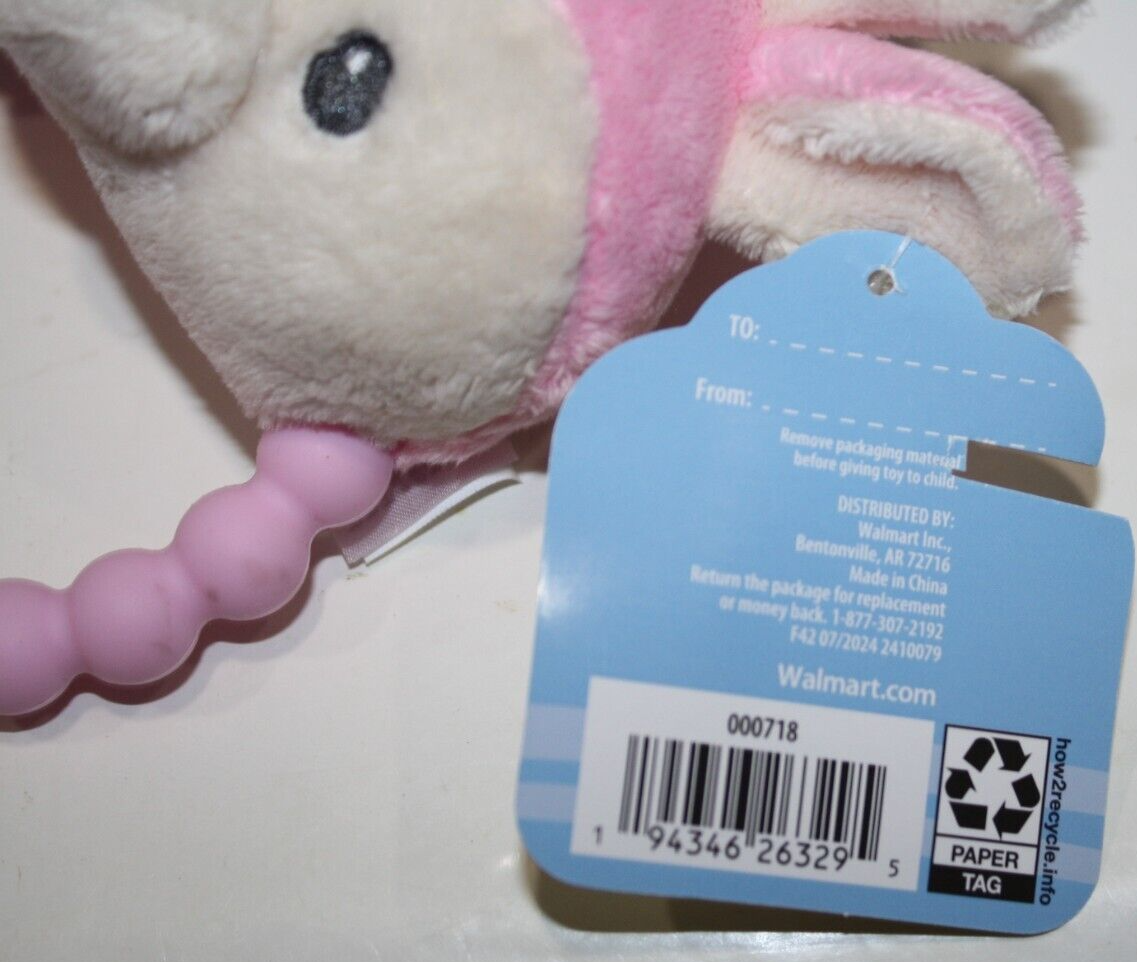 TO:
From:
Remove packaging material
before giving toy to child.
DISTRIBUTED BY:
Walmart Inc.,
Bentonville, AR 72716
Made in China
Return the package for replacement
or money back. 1-877-307-2192
F42 07/2024 2410079
Walmart.com
000718
1 94346 26329 5
PAPER
TAG
how2recycle.info